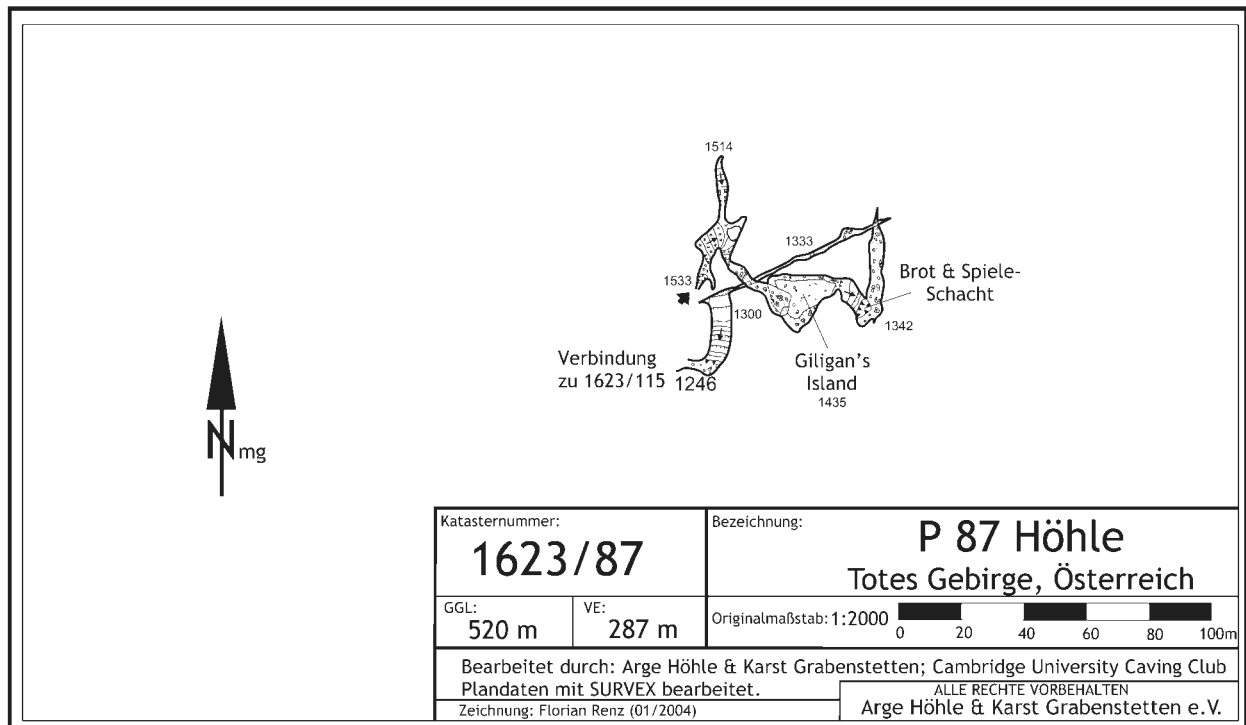 1514
1333
1533
Brot & Spiele-
Schacht
1300
1342
Verbindung
zu 1623/115
1246
Giligan's
Island
1435
N mg
Katasternummer:
1623/87
Bezeichnung:
P 87 Höhle
Totes Gebirge, Österreich
GGL:
520 m
VE:
287 m
Originalmaßstab: 1:2000
0 20 40 60 80 100m
Bearbeitet durch: Arge Höhle & Karst Grabenstetten; Cambridge University Caving Club
Plandaten mit SURVEX bearbeitet.
Zeichnung: Florian Renz (01/2004)
ALLE RECHTE VORBEHALTEN
Arge Höhle & Karst Grabenstetten e.V.